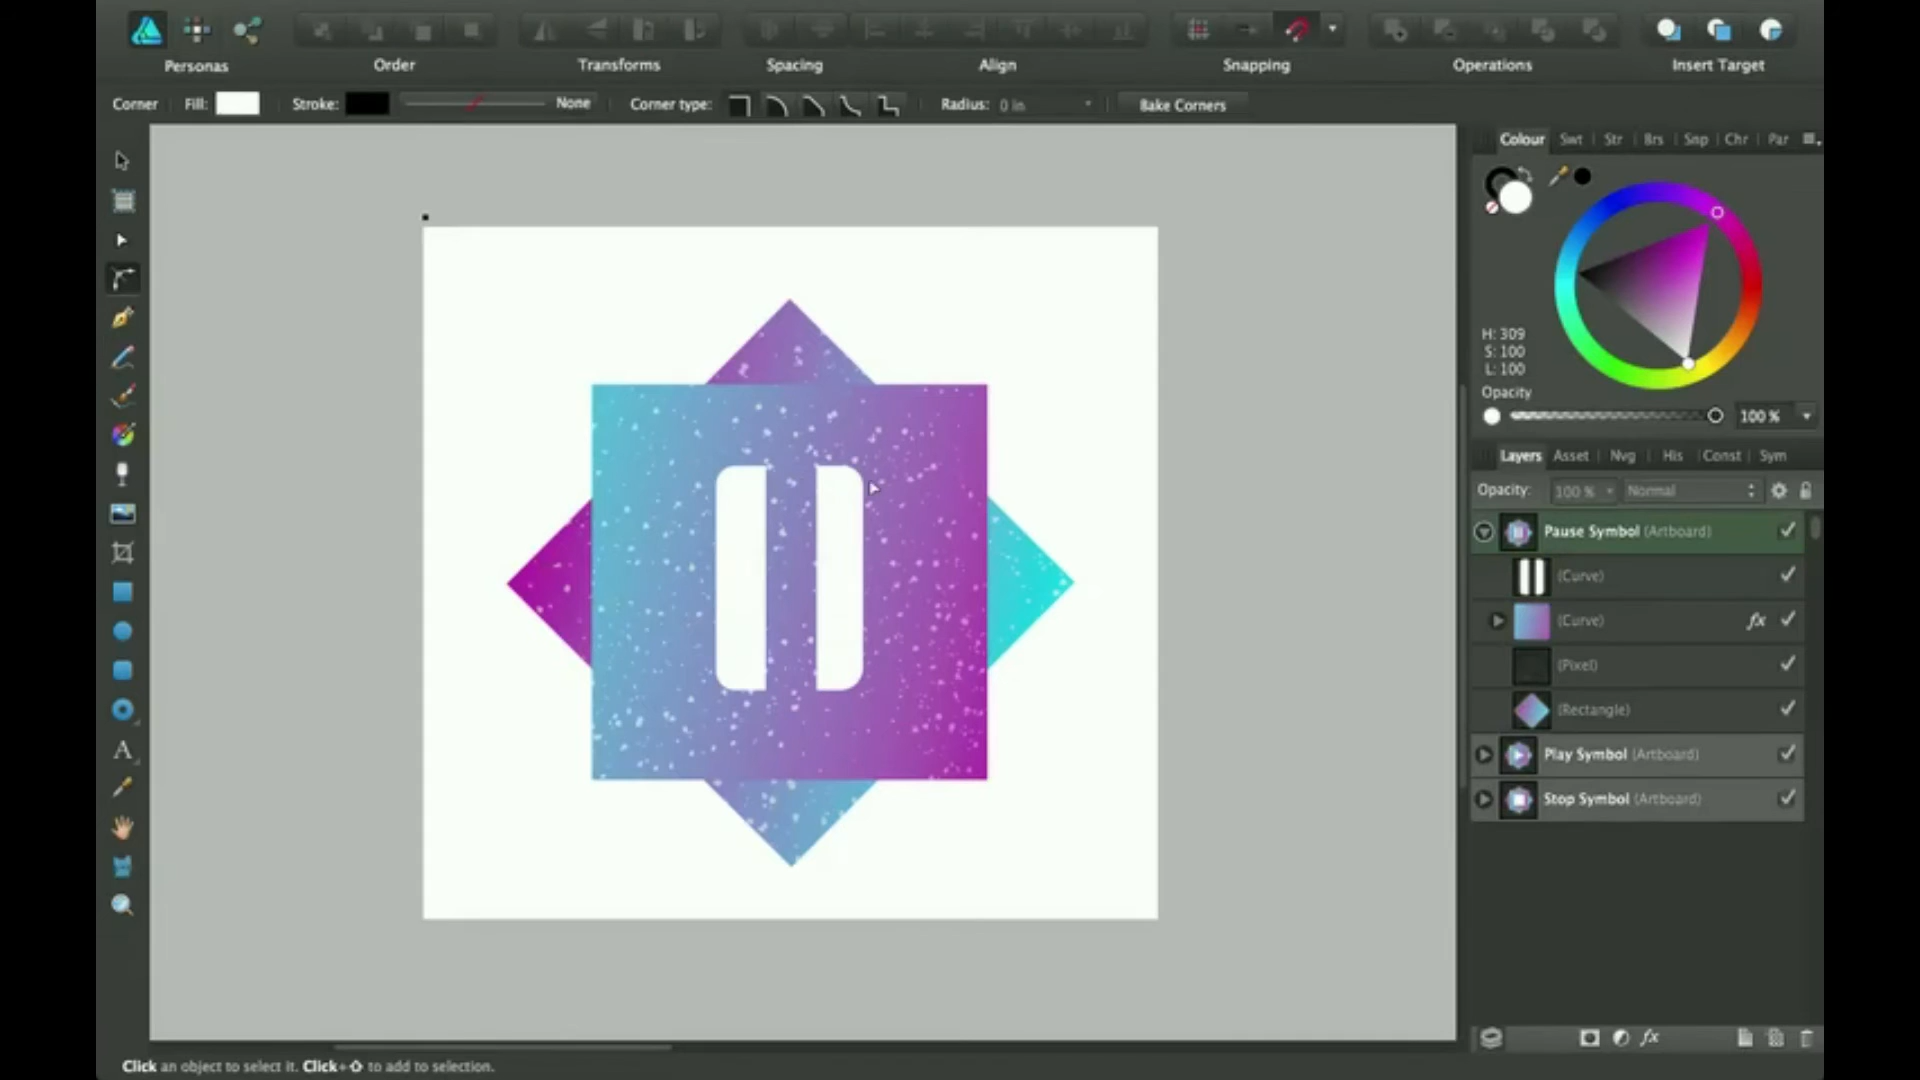 Personas
Order
Transforms
Spacing
Align
Snapping
Operations
Insert Target
Corner
Fill:
Stroke:
None
Corner type:
Radius: 0 in
Bake Corners
Colour
Swt
Str
Brs
Snp
Chr
Par
H: 309
S: 100
L: 100
Opacity
100 %
Layers
Asset
Nvg
His
Const
Sym
Opacity:
100 %
Normal
Pause Symbol (Artboard)
(Curve)
(Curve)
fx
(Pixel)
(Rectangle)
Play Symbol (Artboard)
Stop Symbol (Artboard)
A
fx
Click an object to select it. Click+⇧ to add to selection.